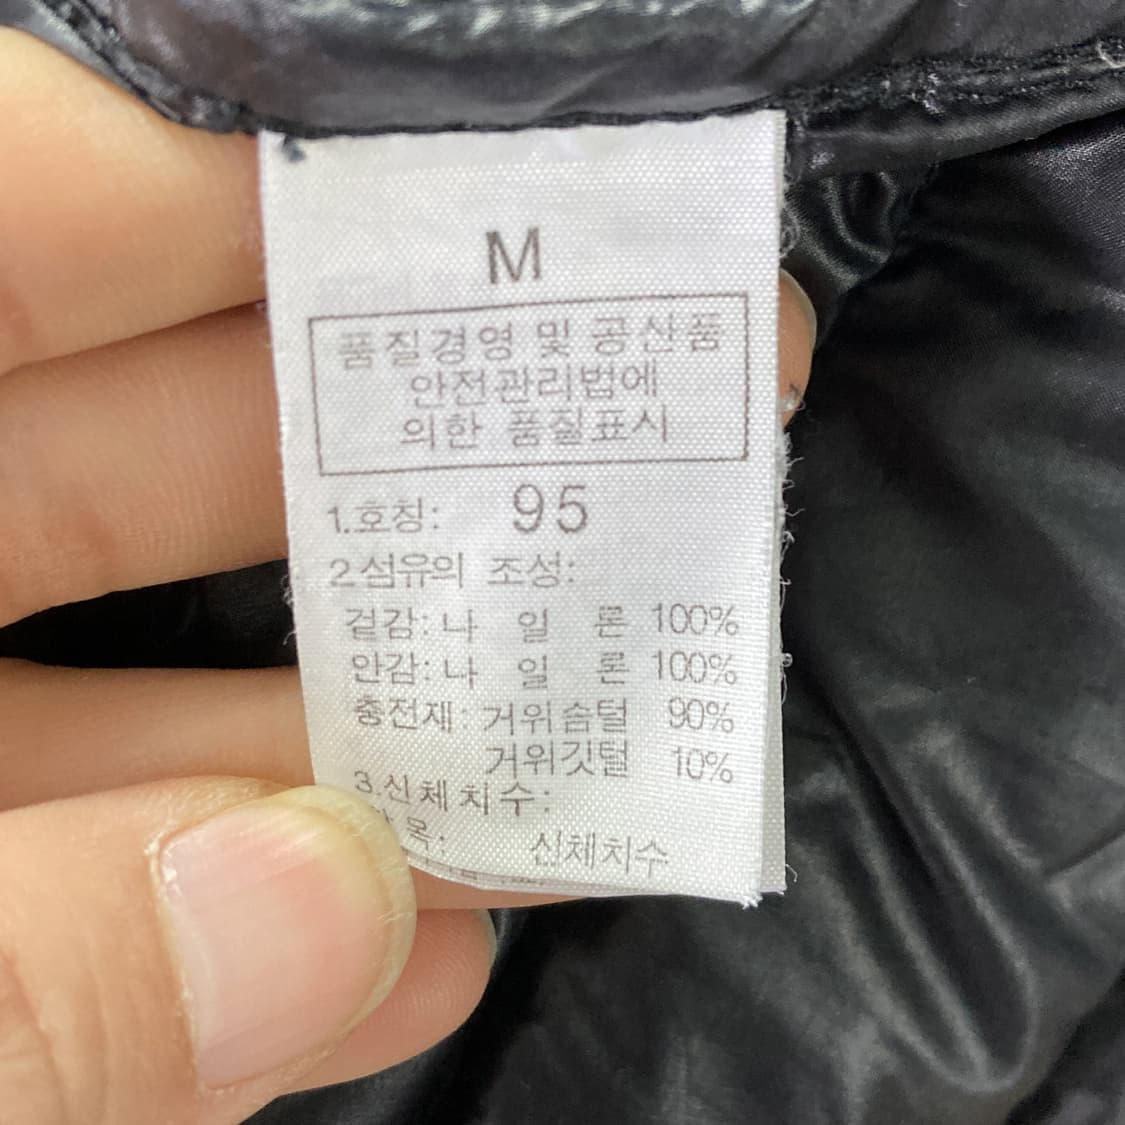 M
품질경영 및 공산품
안전관리법에
의한 품질표시
1.호칭: 95
2.섬유의 조성:
겉감: 나 일 론 100%
안감: 나 일 론 100%
충전재: 거위솜털 90%
거위깃털 10%
3.신체치수:
목: 신체치수